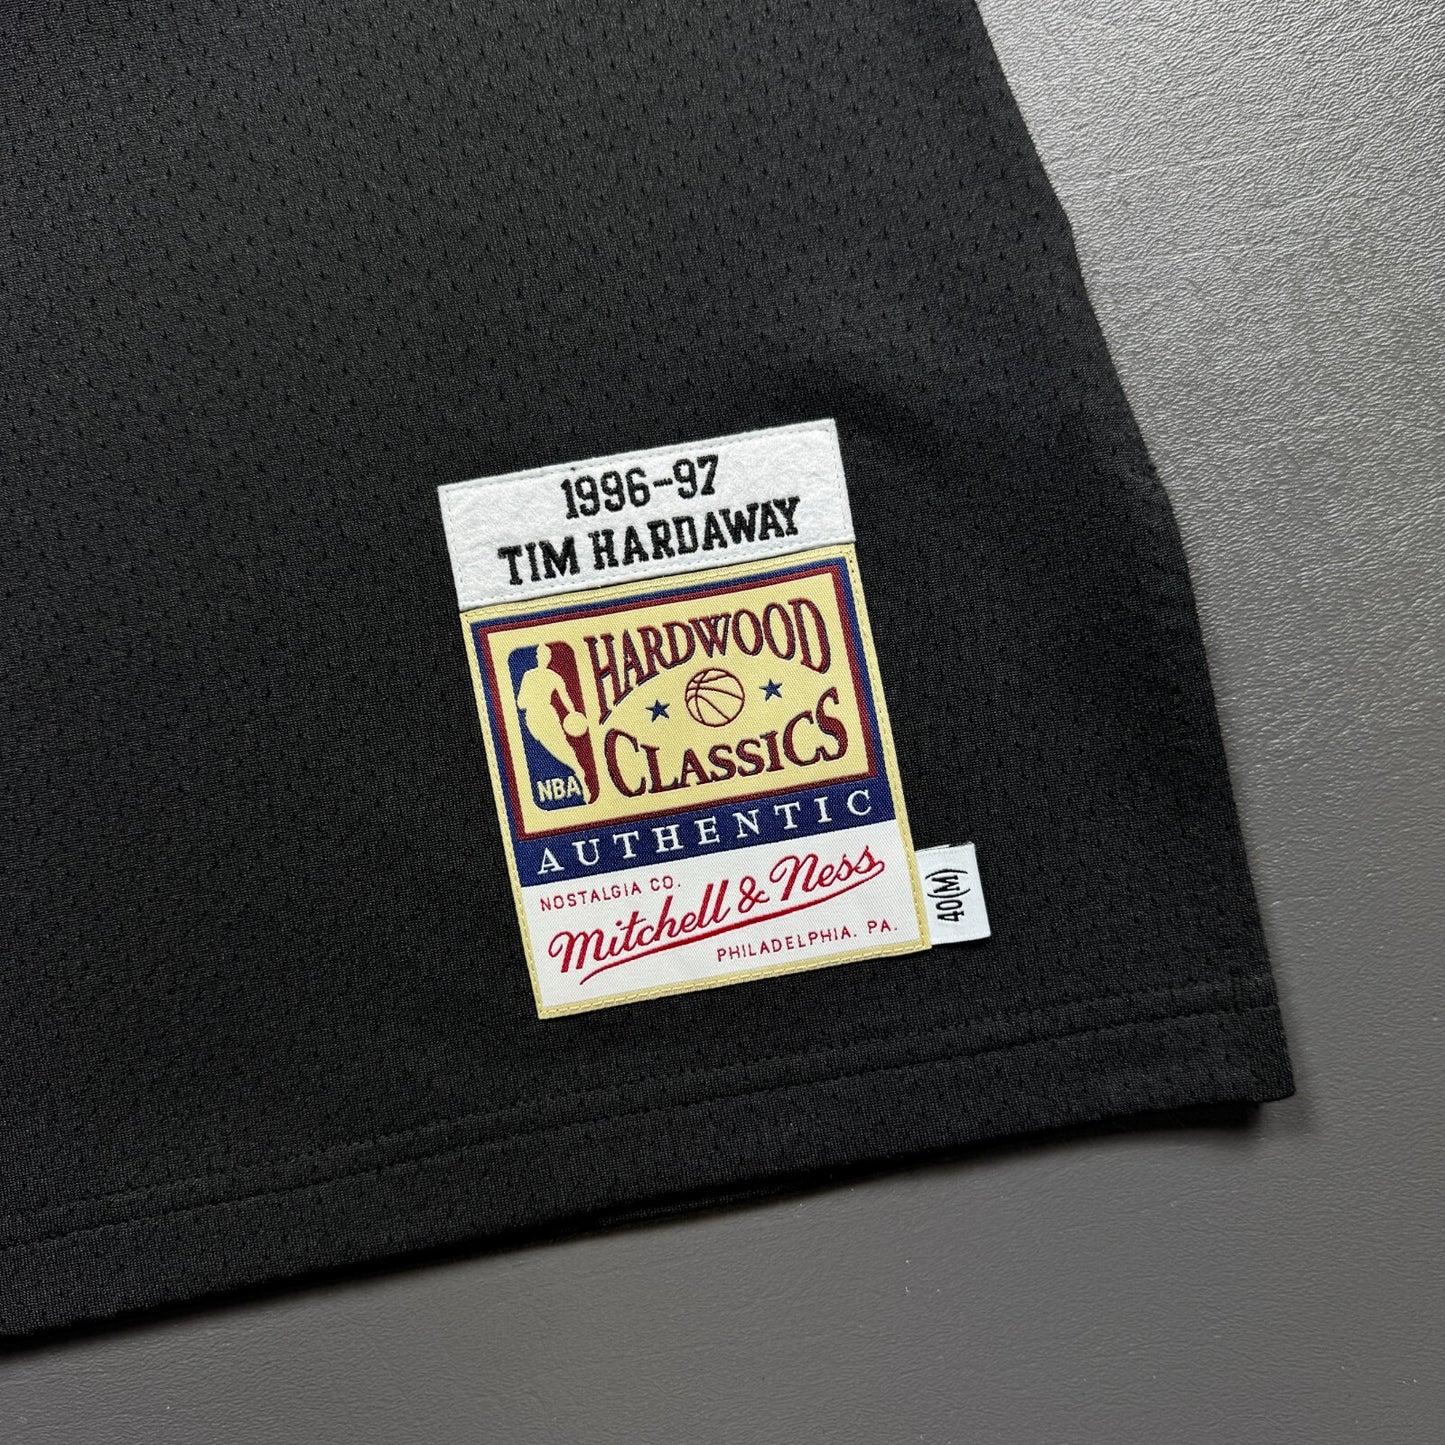 1996-97
TIM HARDAWAY
HARDWOOD
CLASSICS
NBA
AUTHENTIC
NOSTALGIA CO.
Mitchell & Ness
PHILADELPHIA. PA.
40(M)